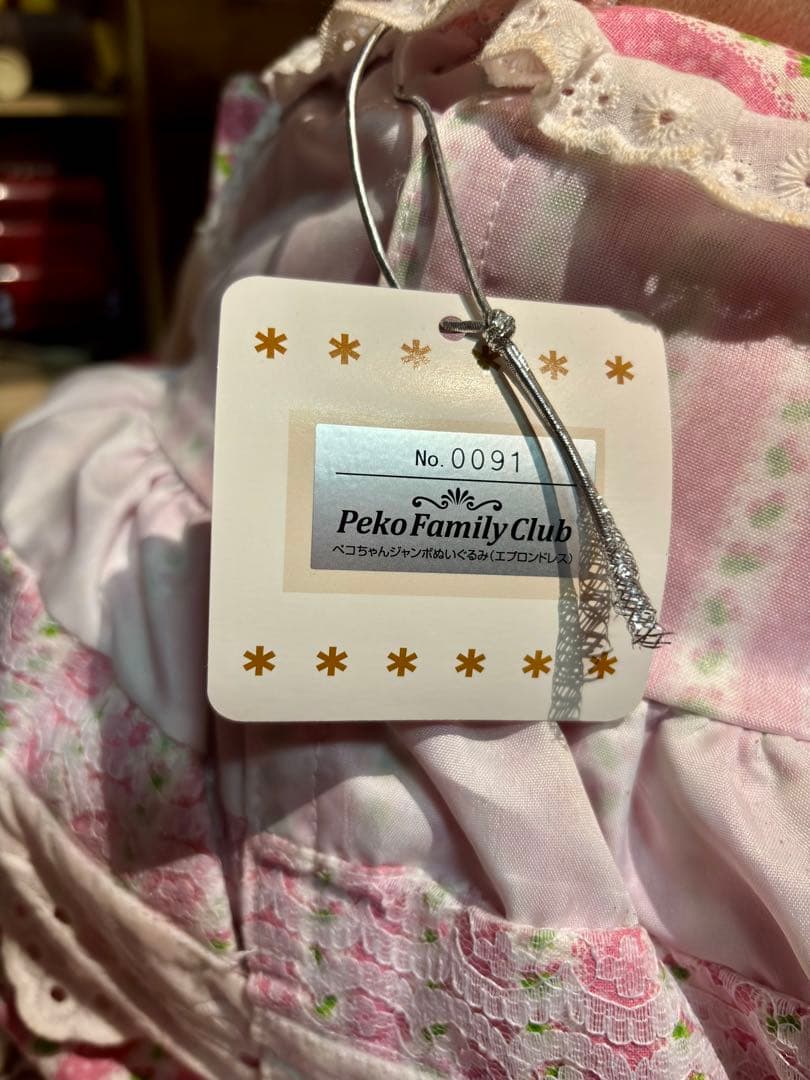 No. 0091
Peko Family Club
ペコちゃんジャンボぬいぐるみ(エプロンドレス)